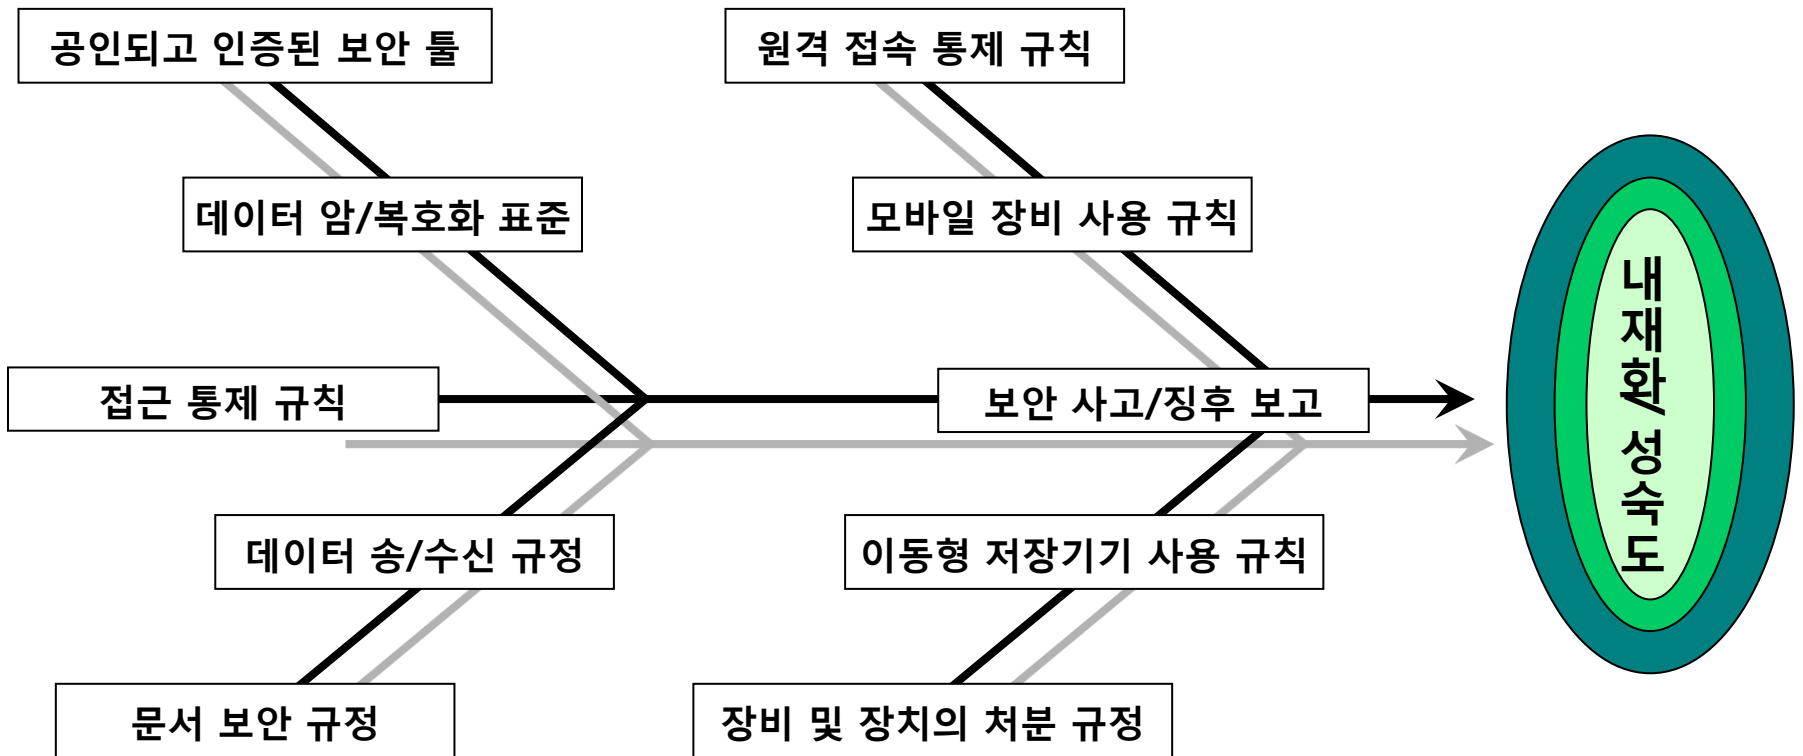 공인되고 인증된 보안 툴
원격 접속 통제 규칙
데이터 암/복호화 표준
모바일 장비 사용 규칙
접근 통제 규칙
보안 사고/징후 보고
내재화/성숙도
데이터 송/수신 규정
이동형 저장기기 사용 규칙
문서 보안 규정
장비 및 장치의 처분 규정